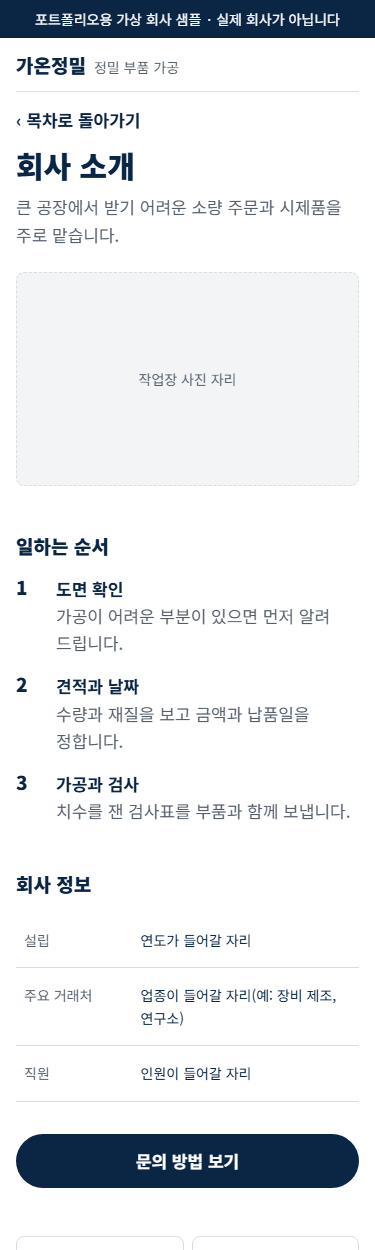 포트폴리오용 가상 회사 샘플 · 실제 회사가 아닙니다
가온정밀 정밀 부품 가공
‹ 목차로 돌아가기
회사 소개
큰 공장에서 받기 어려운 소량 주문과 시제품을
주로 맡습니다.
작업장 사진 자리
일하는 순서
1 도면 확인
가공이 어려운 부분이 있으면 먼저 알려
드립니다.
2 견적과 날짜
수량과 재질을 보고 금액과 납품일을
정합니다.
3 가공과 검사
치수를 잰 검사표를 부품과 함께 보냅니다.
회사 정보
설립 연도가 들어갈 자리
주요 거래처 업종이 들어갈 자리(예: 장비 제조,
연구소)
직원 인원이 들어갈 자리
문의 방법 보기